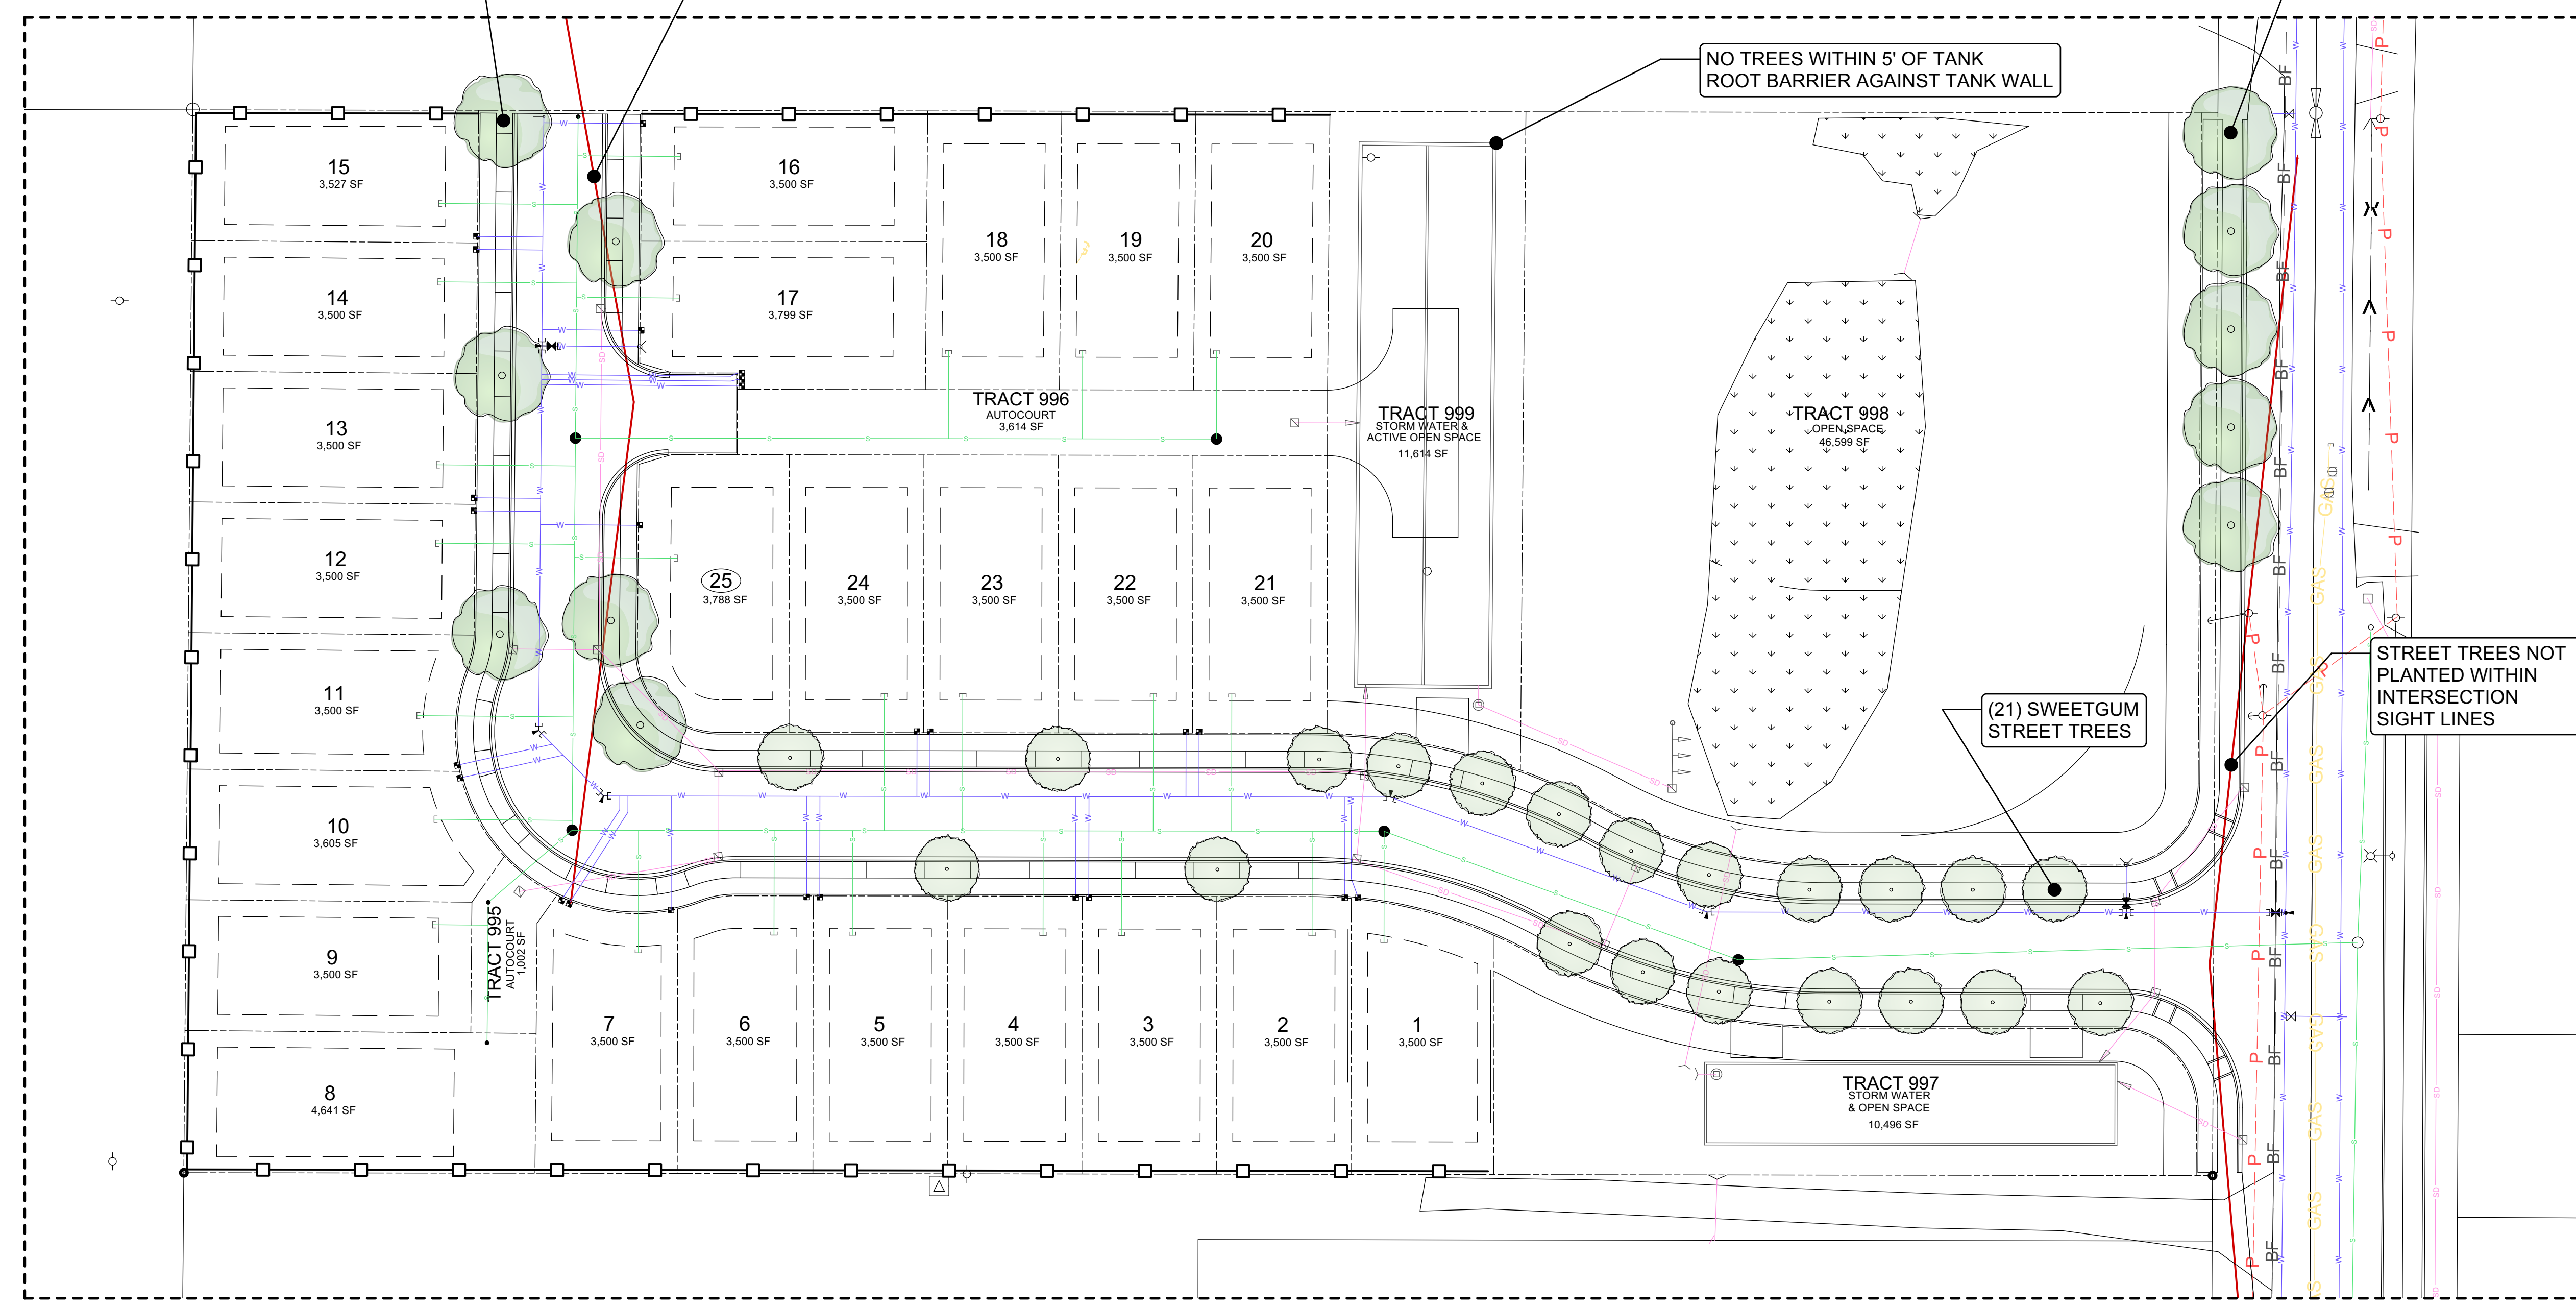 NO TREES WITHIN 5' OF TANK
ROOT BARRIER AGAINST TANK WALL
15
3,527 SF
16
3,500 SF
14
3,500 SF
17
3,799 SF
18
3,500 SF
19
3,500 SF
20
3,500 SF
13
3,500 SF
TRACT 996
AUTOCOURT
3,614 SF
TRACT 999
STORM WATER &
ACTIVE OPEN SPACE
11,614 SF
TRACT 998
OPEN SPACE
46,599 SF
12
3,500 SF
25
3,788 SF
24
3,500 SF
23
3,500 SF
22
3,500 SF
21
3,500 SF
11
3,500 SF
STREET TREES NOT
PLANTED WITHIN
INTERSECTION
SIGHT LINES
(21) SWEETGUM
STREET TREES
10
3,605 SF
9
3,500 SF
TRACT 995
AUTOCOURT
1,002 SF
8
4,641 SF
7
3,500 SF
6
3,500 SF
5
3,500 SF
4
3,500 SF
3
3,500 SF
2
3,500 SF
1
3,500 SF
TRACT 997
STORM WATER
& OPEN SPACE
10,496 SF
W
S
SD
P
BF
GAS